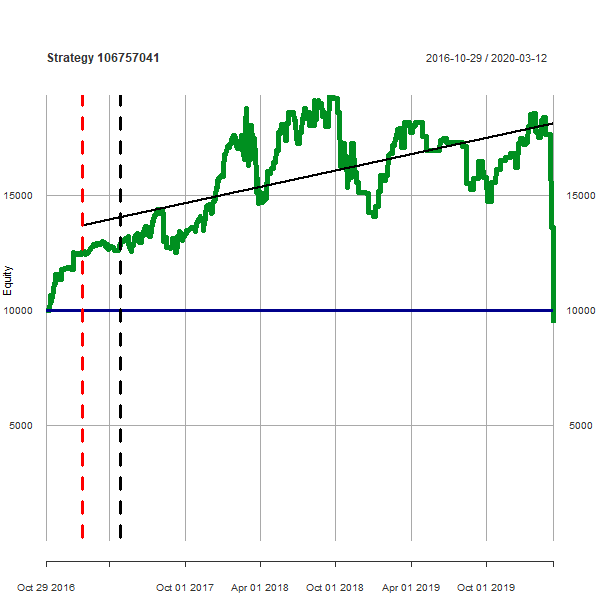 Strategy 106757041 2016-10-29 / 2020-03-12
15000 15000
Equity
10000 10000
5000 5000
Oct 29 2016 Oct 01 2017 Apr 01 2018 Oct 01 2018 Apr 01 2019 Oct 01 2019